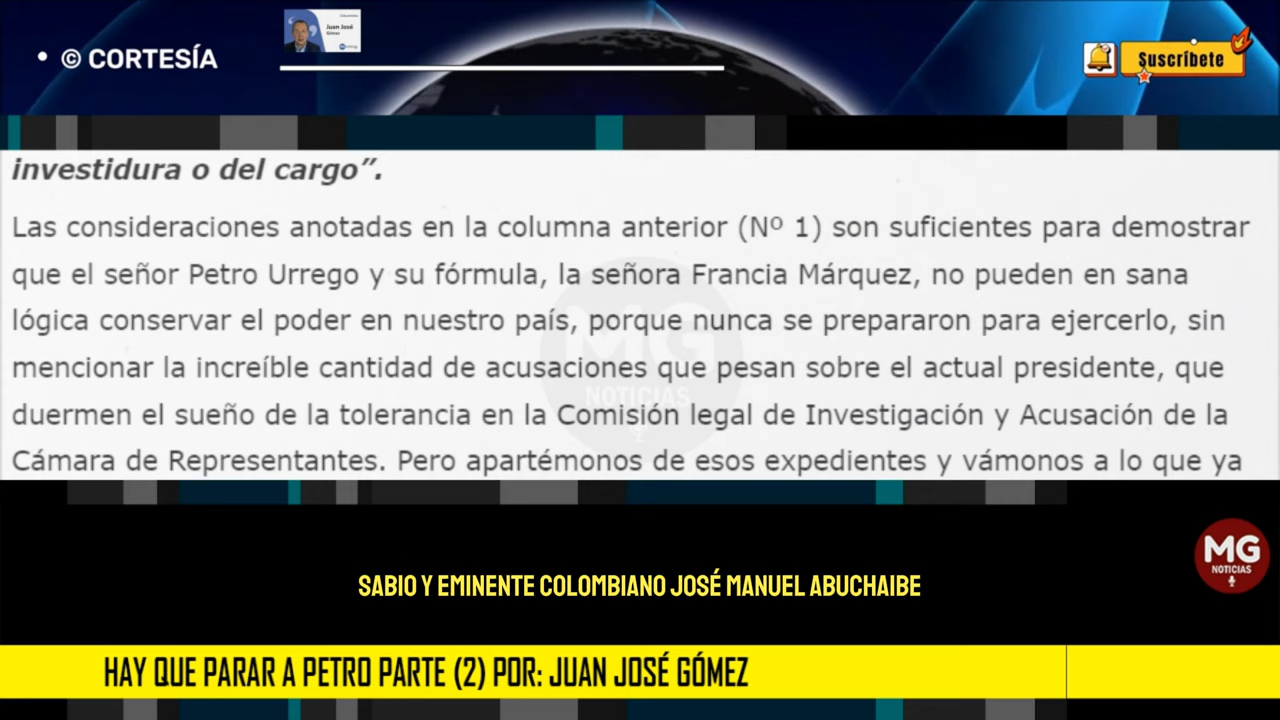 • © CORTESÍA
Juan José
Gómez
Suscríbete
investidura o del cargo”.
Las consideraciones anotadas en la columna anterior (Nº 1) son suficientes para demostrar
que el señor Petro Urrego y su fórmula, la señora Francia Márquez, no pueden en sana
lógica conservar el poder en nuestro país, porque nunca se prepararon para ejercerlo, sin
mencionar la increíble cantidad de acusaciones que pesan sobre el actual presidente, que
duermen el sueño de la tolerancia en la Comisión legal de Investigación y Acusación de la
Cámara de Representantes. Pero apartémonos de esos expedientes y vámonos a lo que ya
MG
NOTICIAS
SABIO Y EMINENTE COLOMBIANO JOSÉ MANUEL ABUCHAIBE
MG
NOTICIAS
HAY QUE PARAR A PETRO PARTE (2) POR: JUAN JOSÉ GÓMEZ